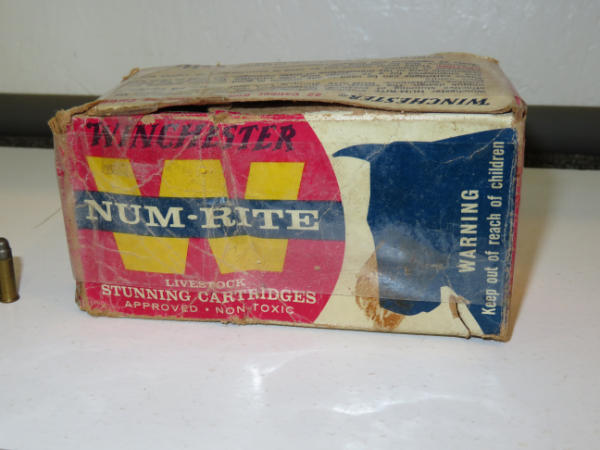 WINCHESTER
WINCHESTER
W
NUM-RITE
LIVESTOCK
STUNNING CARTRIDGES
APPROVED • NON-TOXIC
WARNING
Keep out of reach of children